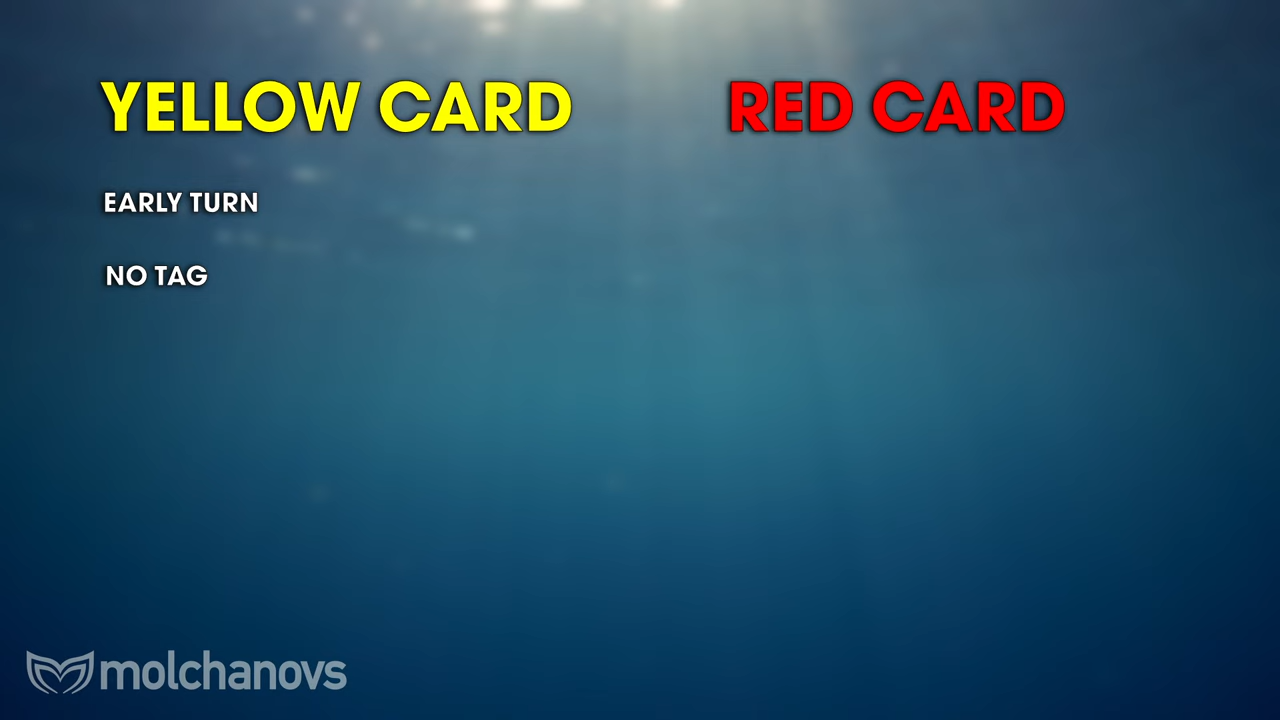 YELLOW CARD
RED CARD
EARLY TURN
NO TAG
molchanovs